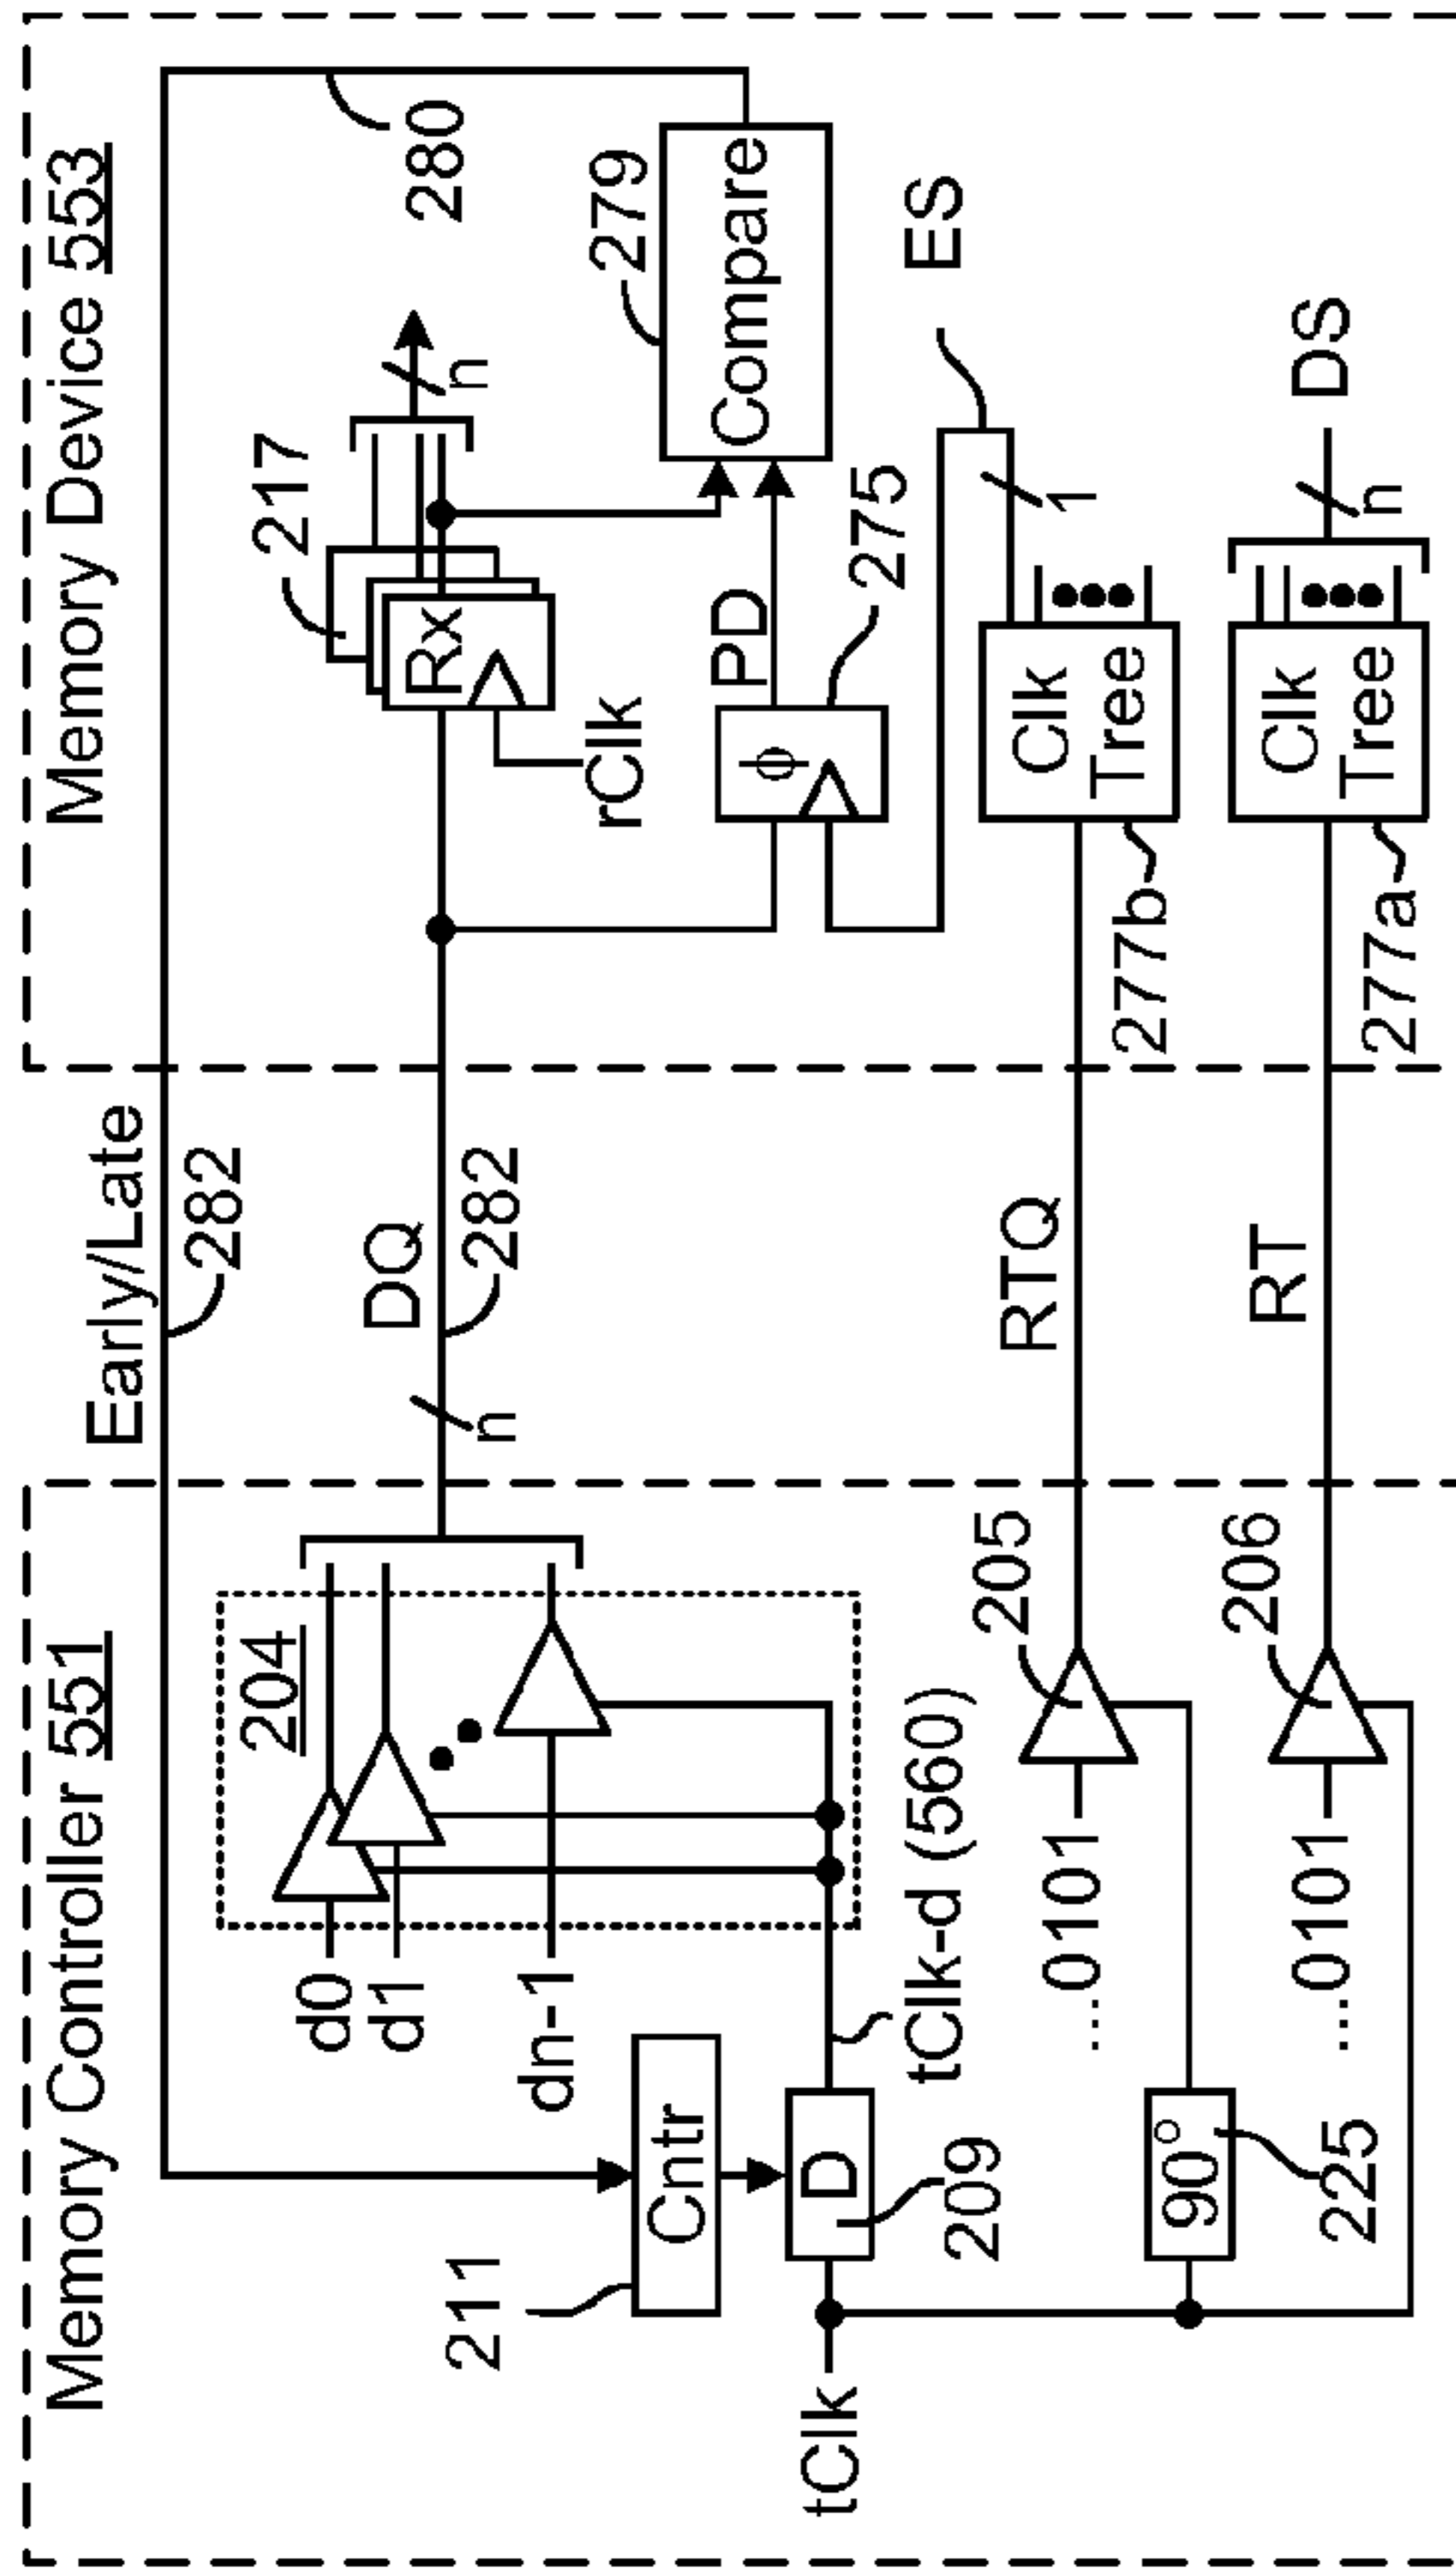 Memory Controller 551
Memory Device 553
Early/Late
282
280
204
217
d0
d1
dn-1
DQ
282
n
n
Rx
rClk
211
Cntr
279
Compare
PD
ϕ
275
tClk
D
209
tClk-d (560)
ES
1
...0101
205
RTQ
Clk
Tree
277b
90°
225
...0101
206
RT
Clk
Tree
277a
n
DS